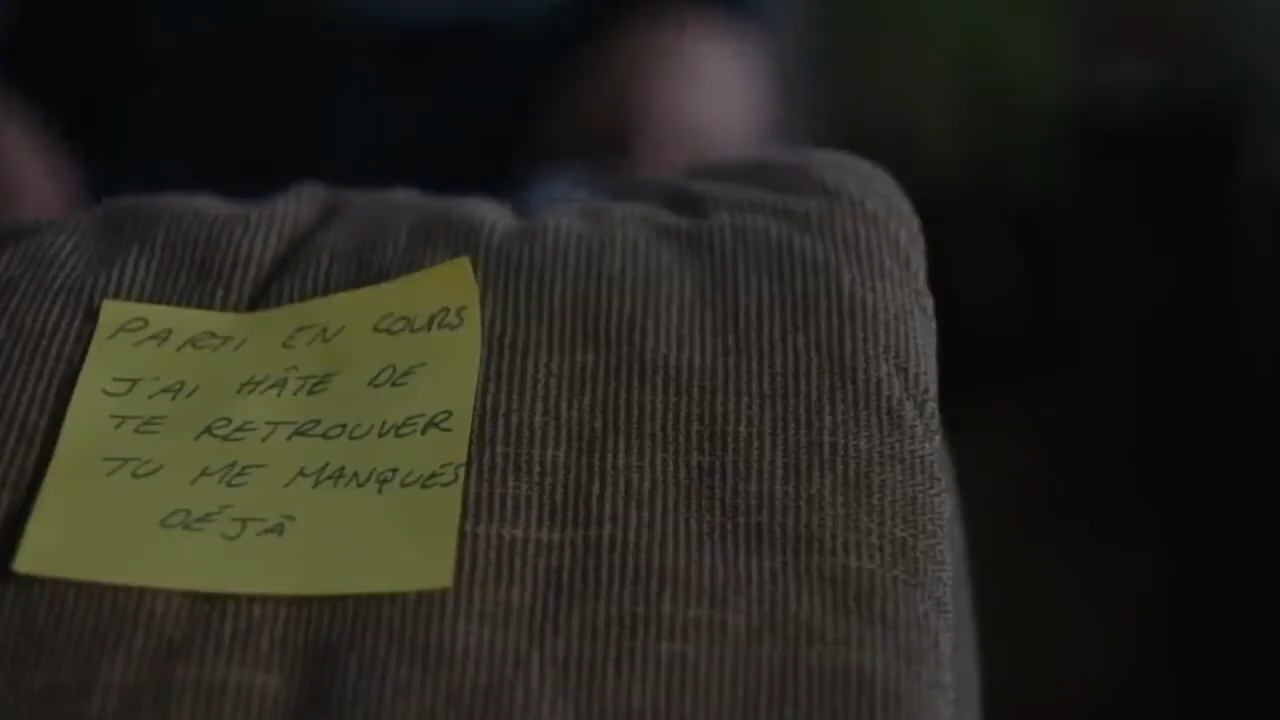 PARTI EN COURS
J'AI HÂTE DE
TE RETROUVER
TU ME MANQUES
DÉJÀ